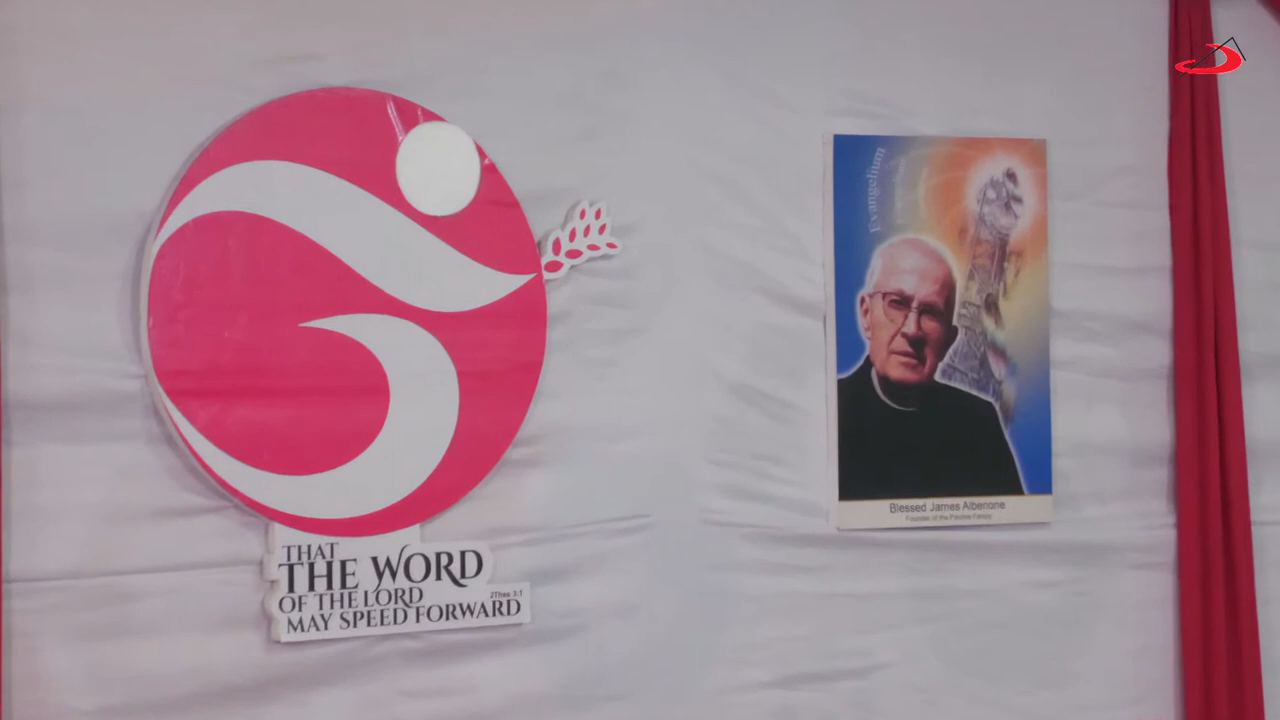 THAT
THE WORD
OF THE LORD
2Thes 3:1
MAY SPEED FORWARD
Evangelium
Blessed James Alberione
Founder of the Pauline Family